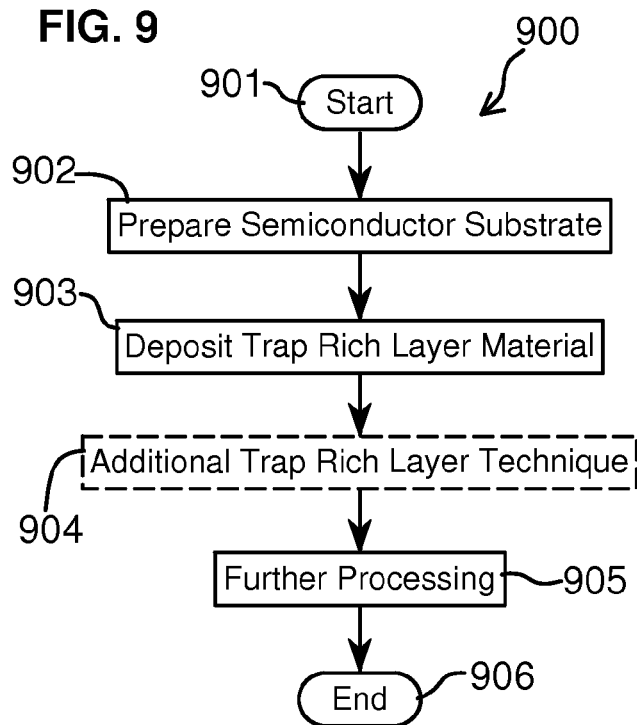 FIG. 9
900
901
Start
902
Prepare Semiconductor Substrate
903
Deposit Trap Rich Layer Material
Additional Trap Rich Layer Technique
904
Further Processing
905
End
906